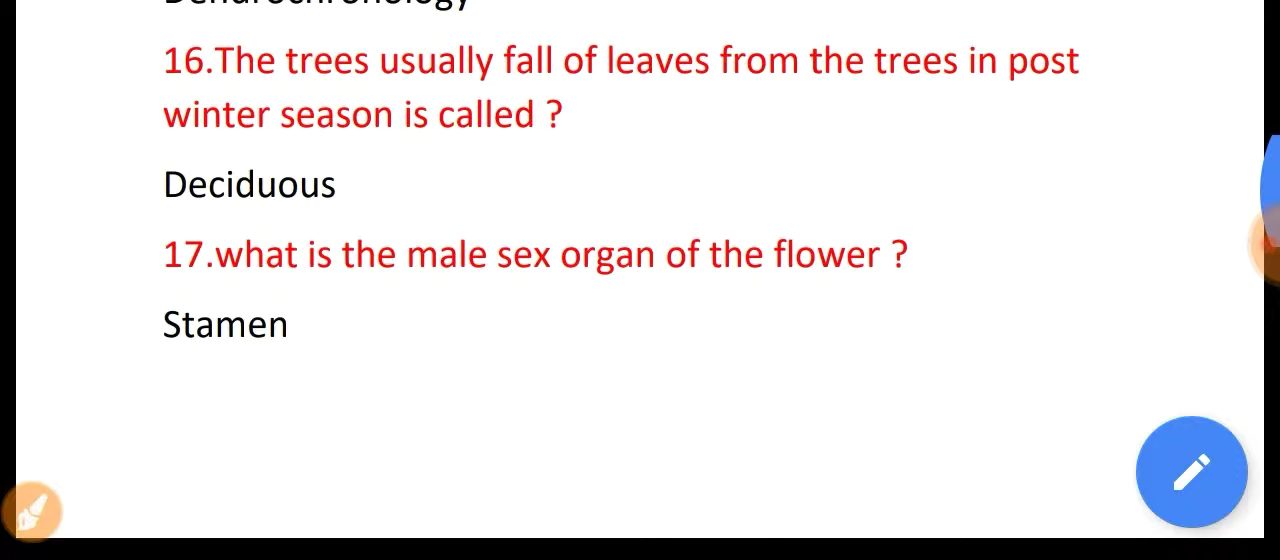 Dendrochronology
16.The trees usually fall of leaves from the trees in post
winter season is called ?
Deciduous
17.what is the male sex organ of the flower ?
Stamen